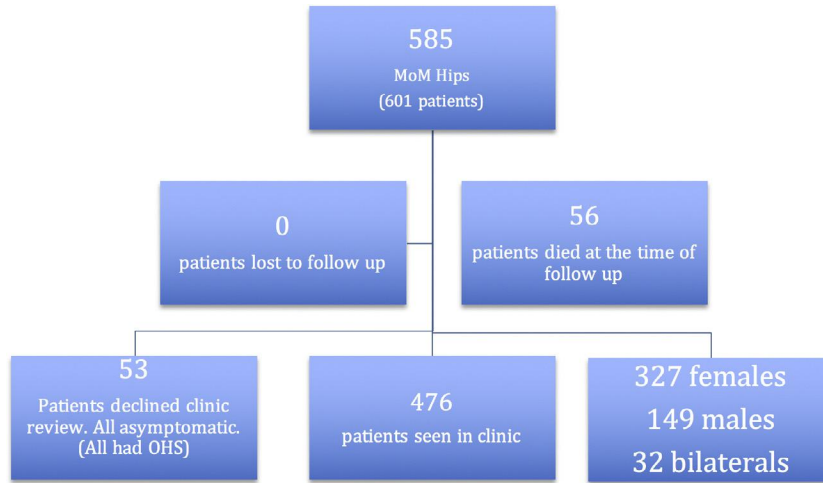 585
MoM Hips
(601 patients)
0
patients lost to follow up
56
patients died at the time of
follow up
53
Patients declined clinic
review. All asymptomatic.
(All had OHS)
476
patients seen in clinic
327 females
149 males
32 bilaterals